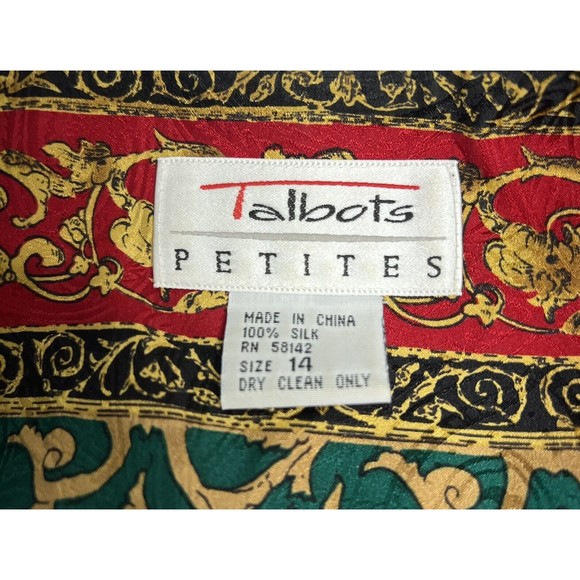 Talbots
PETITES
MADE IN CHINA
100% SILK
RN 58142
SIZE 14
DRY CLEAN ONLY